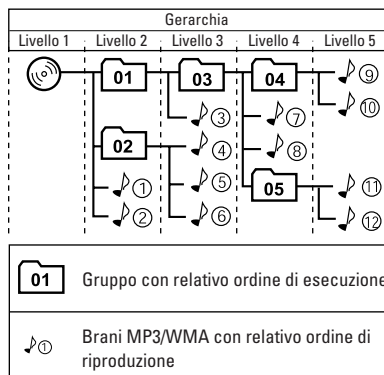 Gerarchia
Livello 1 Livello 2 Livello 3 Livello 4 Livello 5
01 03 04 ⑨
⑩
③ ⑦
02 ④ ⑧
① ⑤ 05 ⑪
② ⑥ ⑫
01 Gruppo con relativo ordine di esecuzione
① Brani MP3/WMA con relativo ordine di
riproduzione